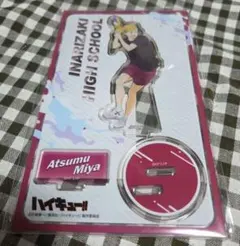 INARIZAKI
HIGH SCHOOL
Atsumu
Miya
ハイキュー!!